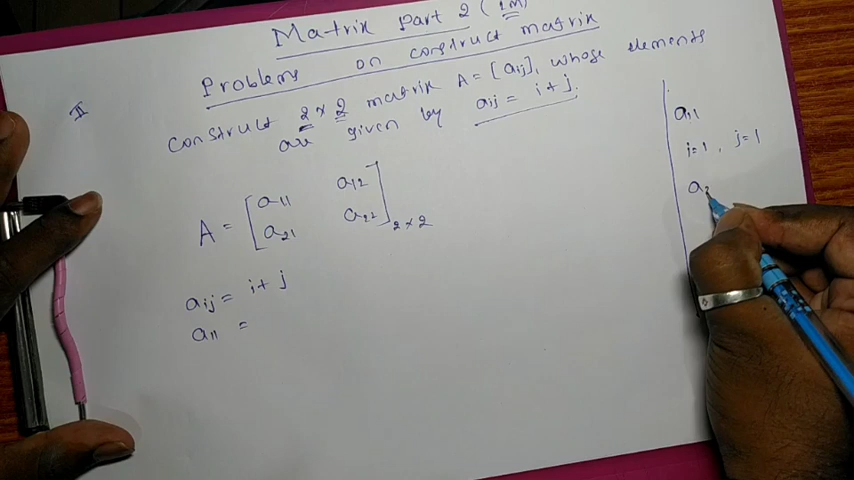 Matrix Part 2 (1M)
Problems on construct matrix
II
Construct 2 × 2 matrix A = [aij], whose elements
are given by aij = i + j.
A = [ a11 a12
a21 a22 ] 2×2
aij = i + j
a11 =
a11
i=1, j=1
a2